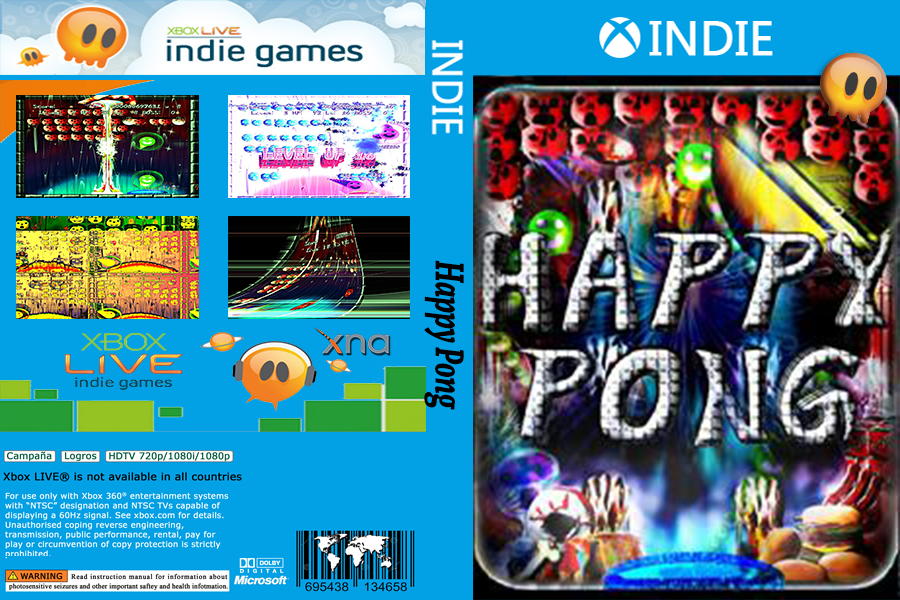 XBOX LIVE
indie games
LEVEL UP
XBOX
LIVE
indie games
xna
Campaña Logros HDTV 720p/1080i/1080p
Xbox LIVE® is not available in all countries
For use only with Xbox 360® entertainment systems
with “NTSC” designation and NTSC TVs capable of
displaying a 60Hz signal. See xbox.com for details.
Unauthorised coping reverse engineering,
transmission, public performance, rental, pay for
play or circumvention of copy protection is strictly
prohibited.
WARNING Read instruction manual for information about
photosensitive seizures and other important saftey and health infotmation.
DOLBY
DIGITAL
Microsoft
695438 134658
INDIE
Happy Pong
INDIE
HAPPY
PONG